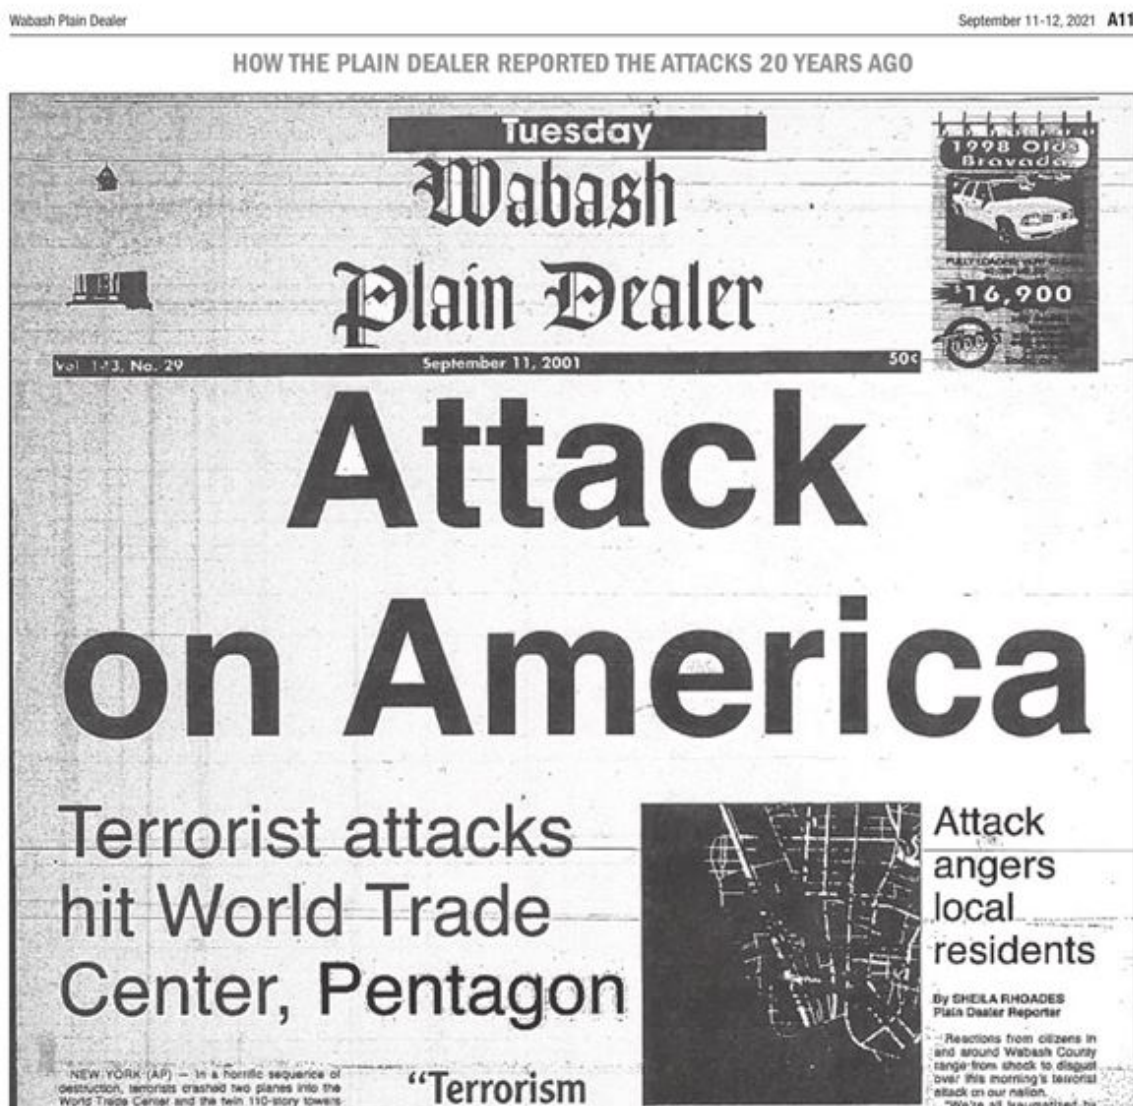 Wabash Plain Dealer
September 11-12, 2021 A11
HOW THE PLAIN DEALER REPORTED THE ATTACKS 20 YEARS AGO
Tuesday
Wabash
Plain Dealer
1998 Olds
Bravada
$16,900
No. 29
September 11, 2001
50¢
Attack
on America
Terrorist attacks
hit World Trade
Center, Pentagon
NEW YORK (AP) — In a horrific sequence of
destruction, terrorists crashed two planes into the
World Trade Center and the twin 110-story towers
“Terrorism
Attack
angers
local
residents
By SHEILA RHOADES
Plain Dealer Reporter
Reactions from citizens in
and around Wabash County
range from shock to disgust
over this morning's terrorist
attack on our nation.
"We're all traumatized by